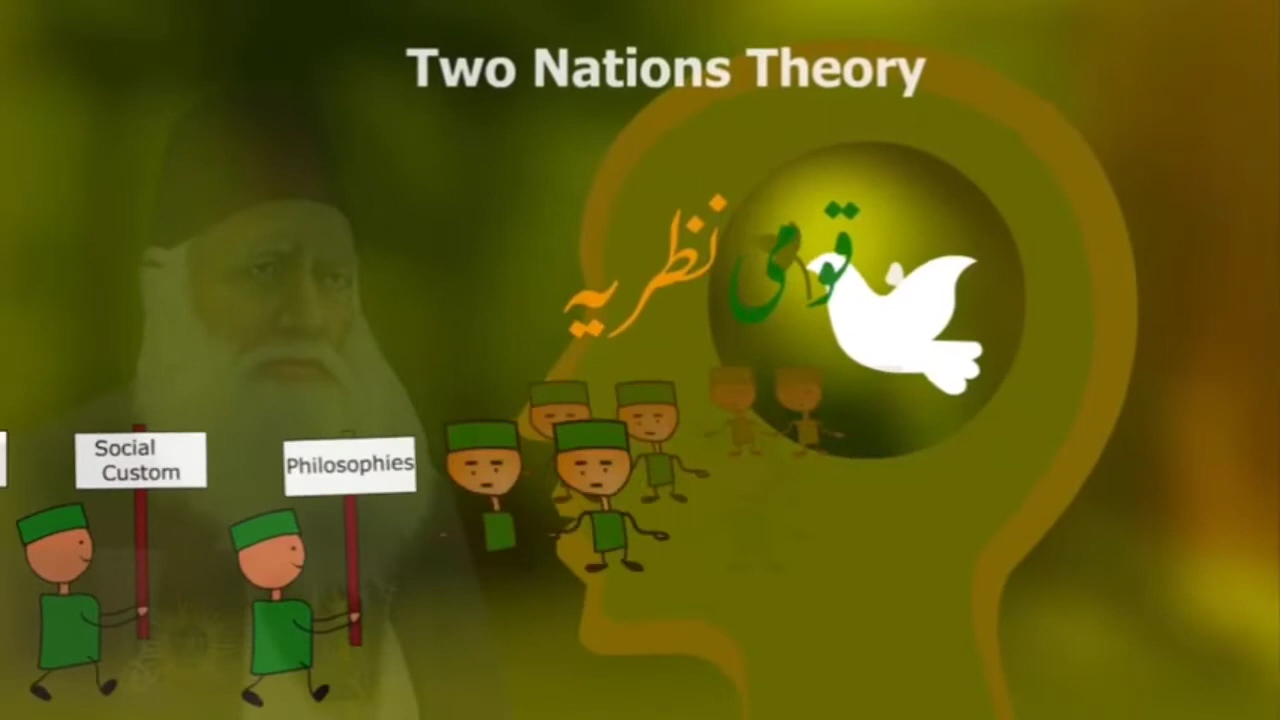 Two Nations Theory
قومی نظریہ
Social
Custom
Philosophies